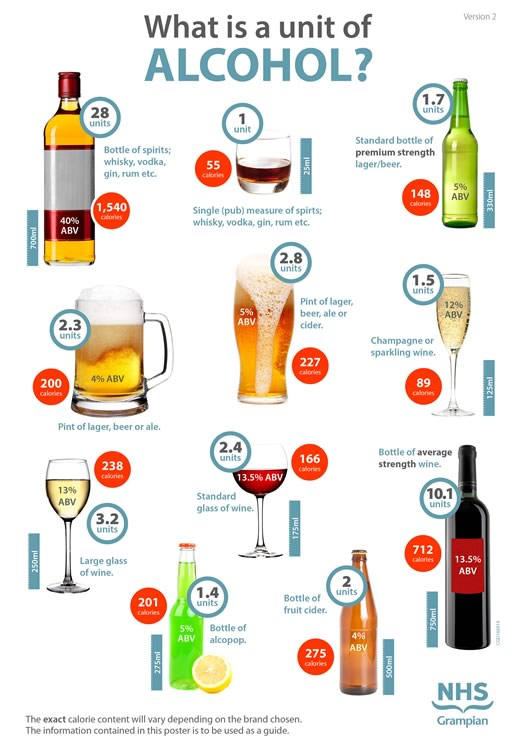 What is a unit of
ALCOHOL?
Version 2
28
units
Bottle of spirits;
whisky, vodka,
gin, rum etc.
1,540
calories
40%
ABV
700ml
1
unit
55
calories
25ml
Single (pub) measure of spirts;
whisky, vodka, gin, rum etc.
1.7
units
Standard bottle of
premium strength
lager/beer.
148
calories
5%
ABV
330ml
2.3
units
200
calories
4% ABV
Pint of lager, beer or ale.
2.8
units
5%
ABV
Pint of lager,
beer, ale or
cider.
227
calories
1.5
units
12%
ABV
Champagne or
sparkling wine.
89
calories
125ml
238
calories
13%
ABV
3.2
units
250ml
Large glass
of wine.
2.4
units
166
calories
13.5% ABV
Standard
glass of wine.
175ml
Bottle of average
strength wine.
10.1
units
712
calories
13.5%
ABV
750ml
201
calories
1.4
units
5%
ABV
Bottle of
alcopop.
275ml
2
units
Bottle of
fruit cider.
4%
ABV
275
calories
500ml
NHS
Grampian
The exact calorie content will vary depending on the brand chosen.
The information contained in this poster is to be used as a guide.